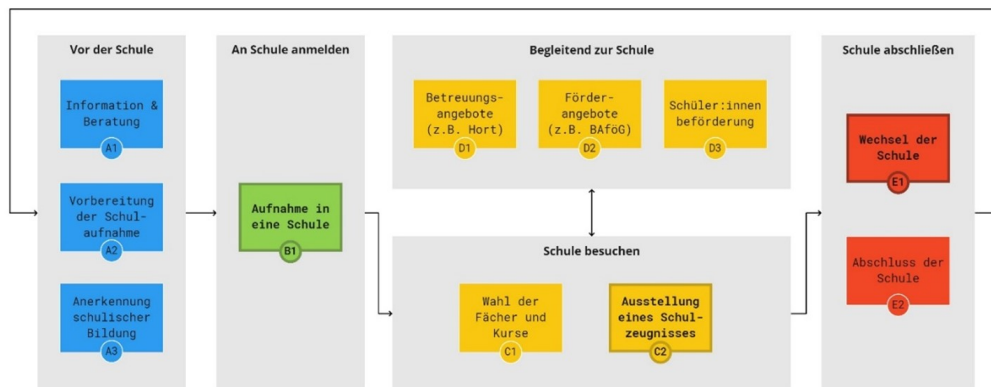 Vor der Schule
Information &
Beratung
A1
Vorbereitung
der Schul-
aufnahme
A2
Anerkennung
schulischer
Bildung
A3
An Schule anmelden
Aufnahme in
eine Schule
B1
Begleitend zur Schule
Betreuungs-
angebote
(z.B. Hort)
D1
Förder-
angebote
(z.B. BAföG)
D2
Schüler:innen
beförderung
D3
Schule besuchen
Wahl der
Fächer und
Kurse
C1
Ausstellung
eines Schul-
zeugnisses
C2
Schule abschließen
Wechsel der
Schule
E1
Abschluss der
Schule
E2